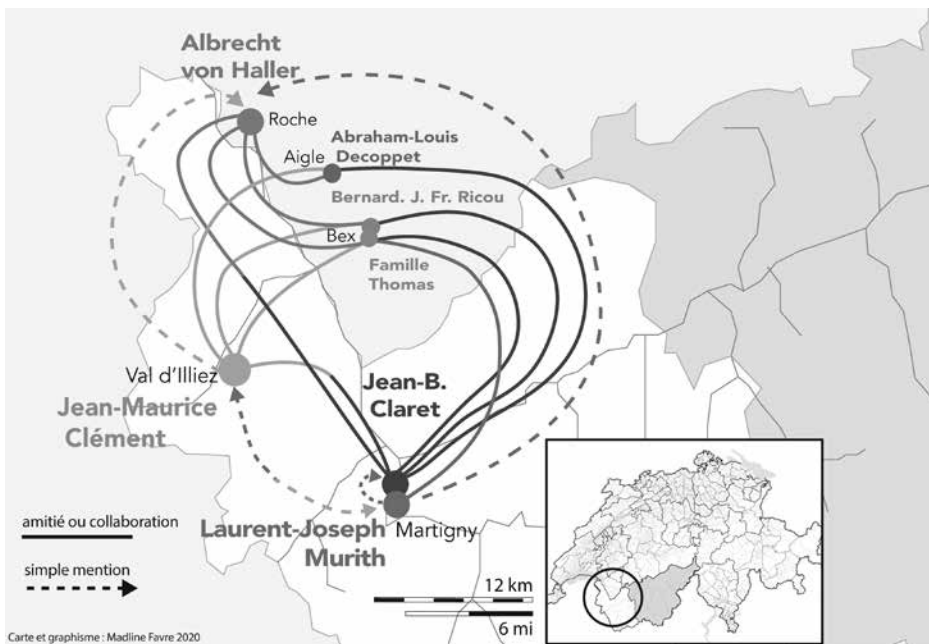 Albrecht
von Haller
Roche
Abraham-Louis
Decoppet
Aigle
Bernard. J. Fr. Ricou
Bex
Famille
Thomas
Val d'Illiez
Jean-Maurice
Clément
Jean-B.
Claret
Laurent-Joseph
Murith
Martigny
amitié ou collaboration
simple mention
12 km
6 mi
Carte et graphisme : Madline Favre 2020